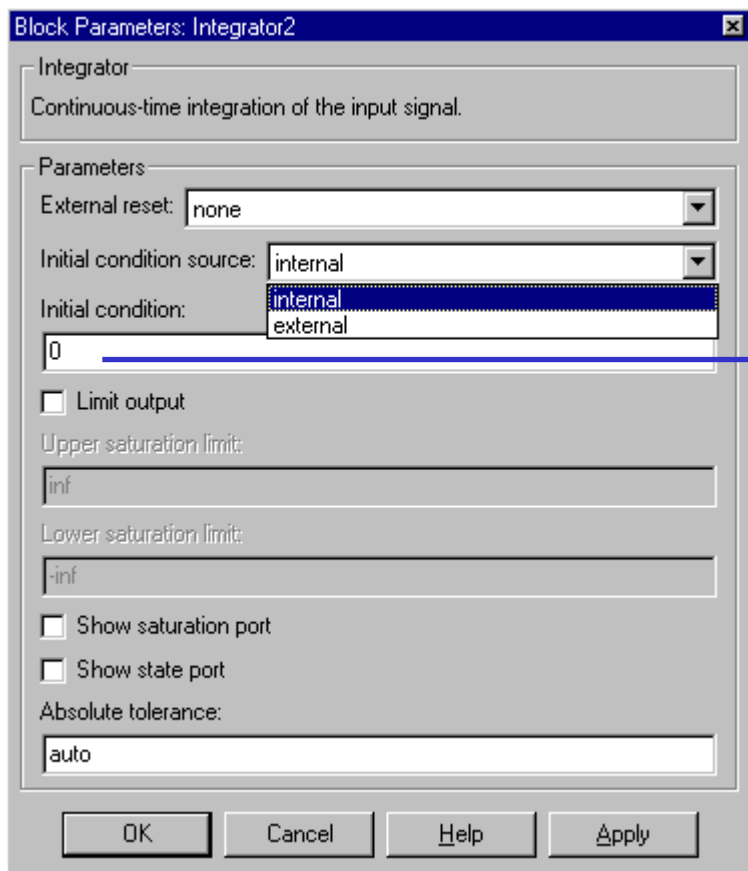 Block Parameters: Integrator2
Integrator
Continuous-time integration of the input signal.
Parameters
External reset: none
Initial condition source: internal
internal
external
Initial condition:
0
Limit output
Upper saturation limit:
inf
Lower saturation limit:
-inf
Show saturation port
Show state port
Absolute tolerance:
auto
OK Cancel Help Apply